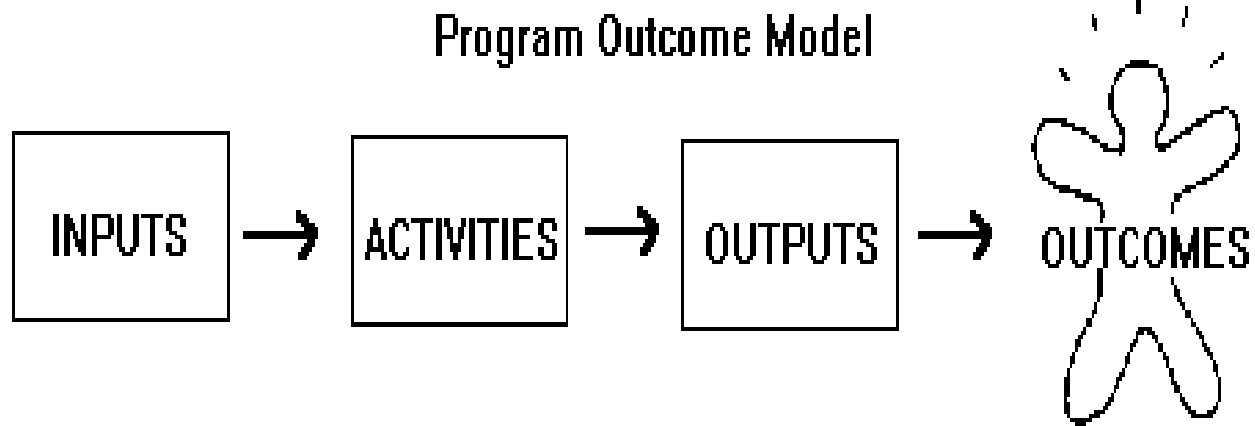 Program Outcome Model
INPUTS
ACTIVITIES
OUTPUTS
OUTCOMES